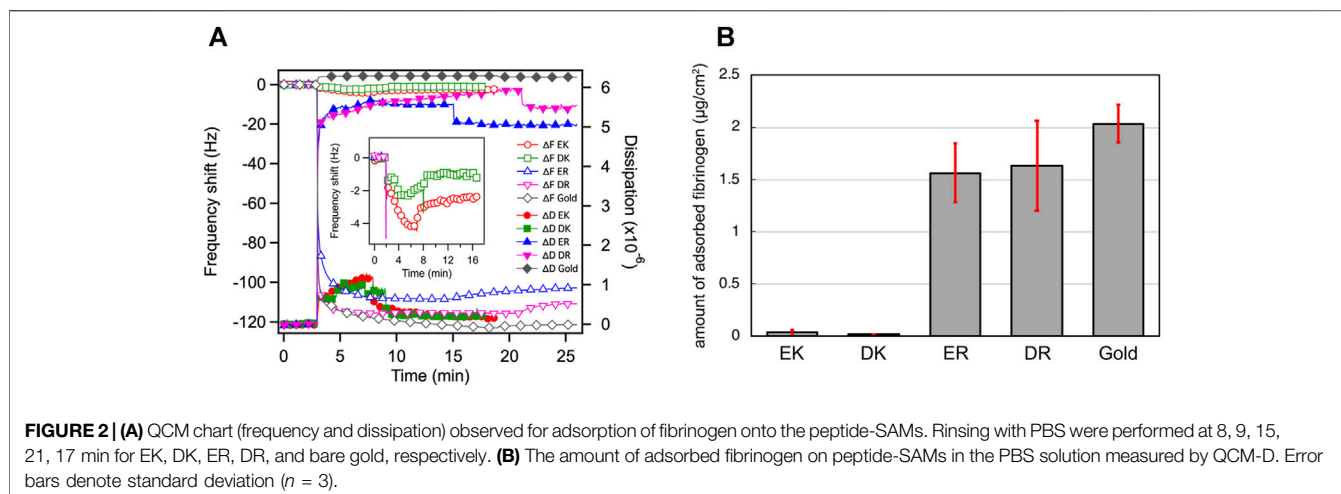 A
B
0
-20
-40
-60
-80
-100
-120
Frequency shift (Hz)
6
5
4
3
2
1
0
Dissipation (x10⁻⁶)
0 5 10 15 20 25
Time (min)
ΔF EK
ΔF DK
ΔF ER
ΔF DR
ΔF Gold
ΔD EK
ΔD DK
ΔD ER
ΔD DR
ΔD Gold
0
-2
-4
Frequency shift (Hz)
0 4 8 12 16
Time (min)
2.5
2
1.5
1
0.5
0
amount of adsorbed fibrinogen (µg/cm²)
EK DK ER DR Gold
FIGURE 2 | (A) QCM chart (frequency and dissipation) observed for adsorption of fibrinogen onto the peptide-SAMs. Rinsing with PBS were performed at 8, 9, 15,
21, 17 min for EK, DK, ER, DR, and bare gold, respectively. (B) The amount of adsorbed fibrinogen on peptide-SAMs in the PBS solution measured by QCM-D. Error
bars denote standard deviation (n = 3).